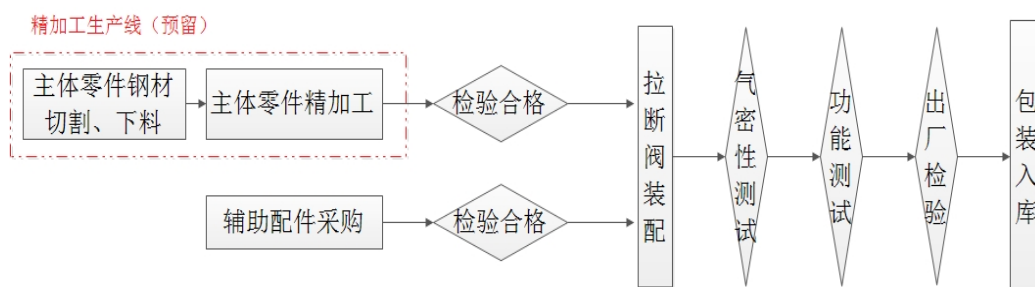 精加工生产线（预留）
主体零件钢材
切割、下料
主体零件精加工
检验合格
辅助配件采购
检验合格
拉断阀装配
气密性测试
功能测试
出厂检验
包装入库